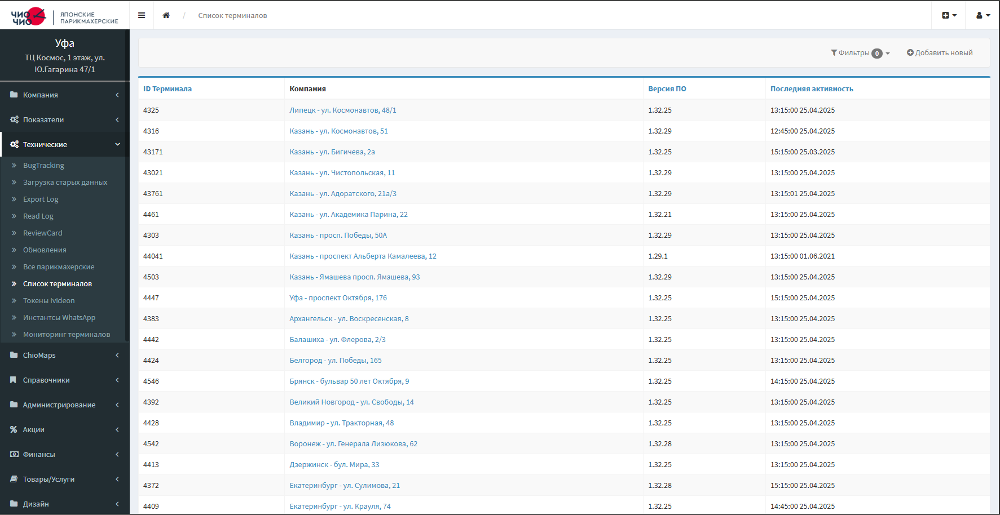 ЧИО ЧИО ЯПОНСКИЕ ПАРИКМАХЕРСКИЕ
/ Список терминалов
Уфа
ТЦ Космос, 1 этаж, ул.
Ю.Гагарина 47/1
Компания
Показатели
Технические
BugTracking
Загрузка старых данных
Export Log
Read Log
ReviewCard
Обновления
Все парикмахерские
Список терминалов
Токены Ivideon
Инстантсы WhatsApp
Мониторинг терминалов
ChioMaps
Справочники
Администрирование
Акции
Финансы
Товары/Услуги
Дизайн
Фильтры 0 Добавить новый
ID Терминала Компания Версия ПО Последняя активность
4325 Липецк - ул. Космонавтов, 48/1 1.32.25 13:15:00 25.04.2025
4316 Казань - ул. Космонавтов, 51 1.32.29 12:45:00 25.04.2025
43171 Казань - ул. Бигичева, 2а 1.32.25 15:15:00 25.03.2025
43021 Казань - ул. Чистопольская, 11 1.32.29 13:15:00 25.04.2025
43761 Казань - ул. Адоратского, 21а/3 1.32.29 13:15:01 25.04.2025
4461 Казань - ул. Академика Парина, 22 1.32.21 13:15:00 25.04.2025
4303 Казань - просп. Победы, 50А 1.32.29 13:15:00 25.04.2025
44041 Казань - проспект Альберта Камалеева, 12 1.29.1 13:15:00 01.06.2021
4503 Казань - Ямашева просп. Ямашева, 93 1.32.29 13:15:00 25.04.2025
4447 Уфа - проспект Октября, 176 1.32.25 15:15:00 25.04.2025
4383 Архангельск - ул. Воскресенская, 8 1.32.25 13:15:00 25.04.2025
4442 Балашиха - ул. Флерова, 2/3 1.32.25 13:15:00 25.04.2025
4424 Белгород - ул. Победы, 165 1.32.25 13:15:00 25.04.2025
4546 Брянск - бульвар 50 лет Октября, 9 1.32.25 14:15:00 25.04.2025
4392 Великий Новгород - ул. Свободы, 14 1.32.25 13:15:00 25.04.2025
4428 Владимир - ул. Тракторная, 48 1.32.25 13:15:00 25.04.2025
4542 Воронеж - ул. Генерала Лизюкова, 62 1.32.28 13:15:00 25.04.2025
4413 Дзержинск - бул. Мира, 33 1.32.25 13:15:00 25.04.2025
4372 Екатеринбург - ул. Сулимова, 21 1.32.28 15:15:00 25.04.2025
4409 Екатеринбург - ул. Крауля, 74 1.32.25 14:45:00 25.04.2025